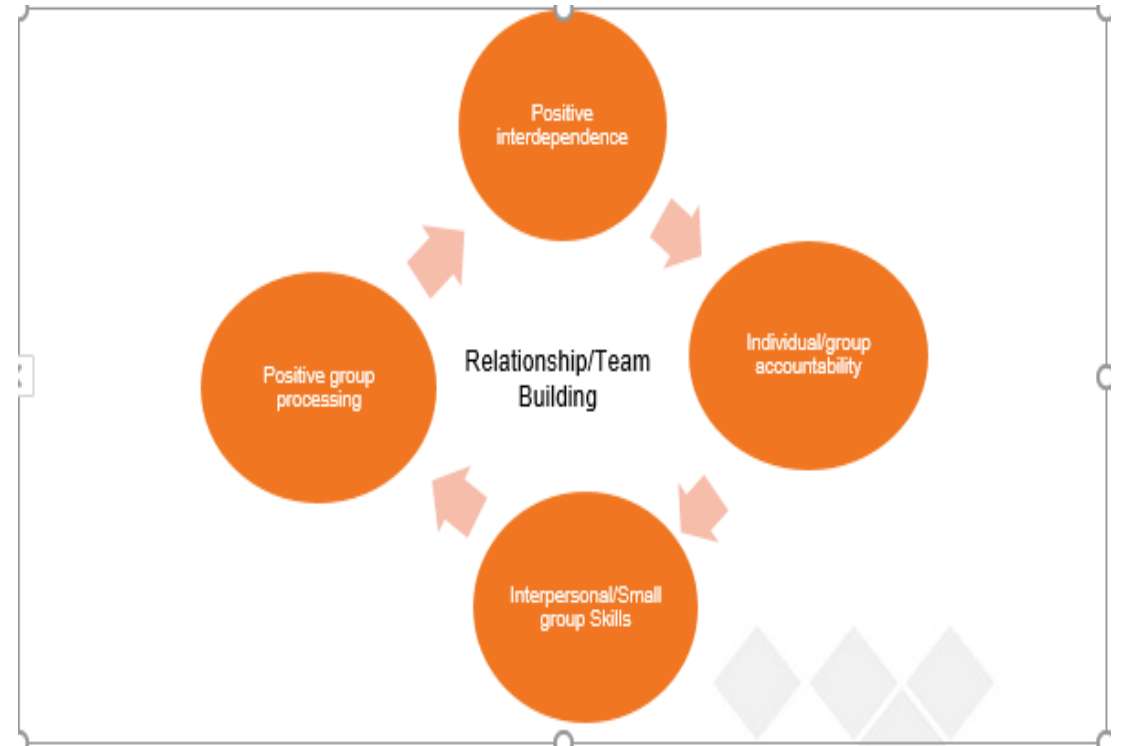 Positive
interdependence
Individual/group
accountability
Relationship/Team
Building
Positive group
processing
Interpersonal/Small
group Skills